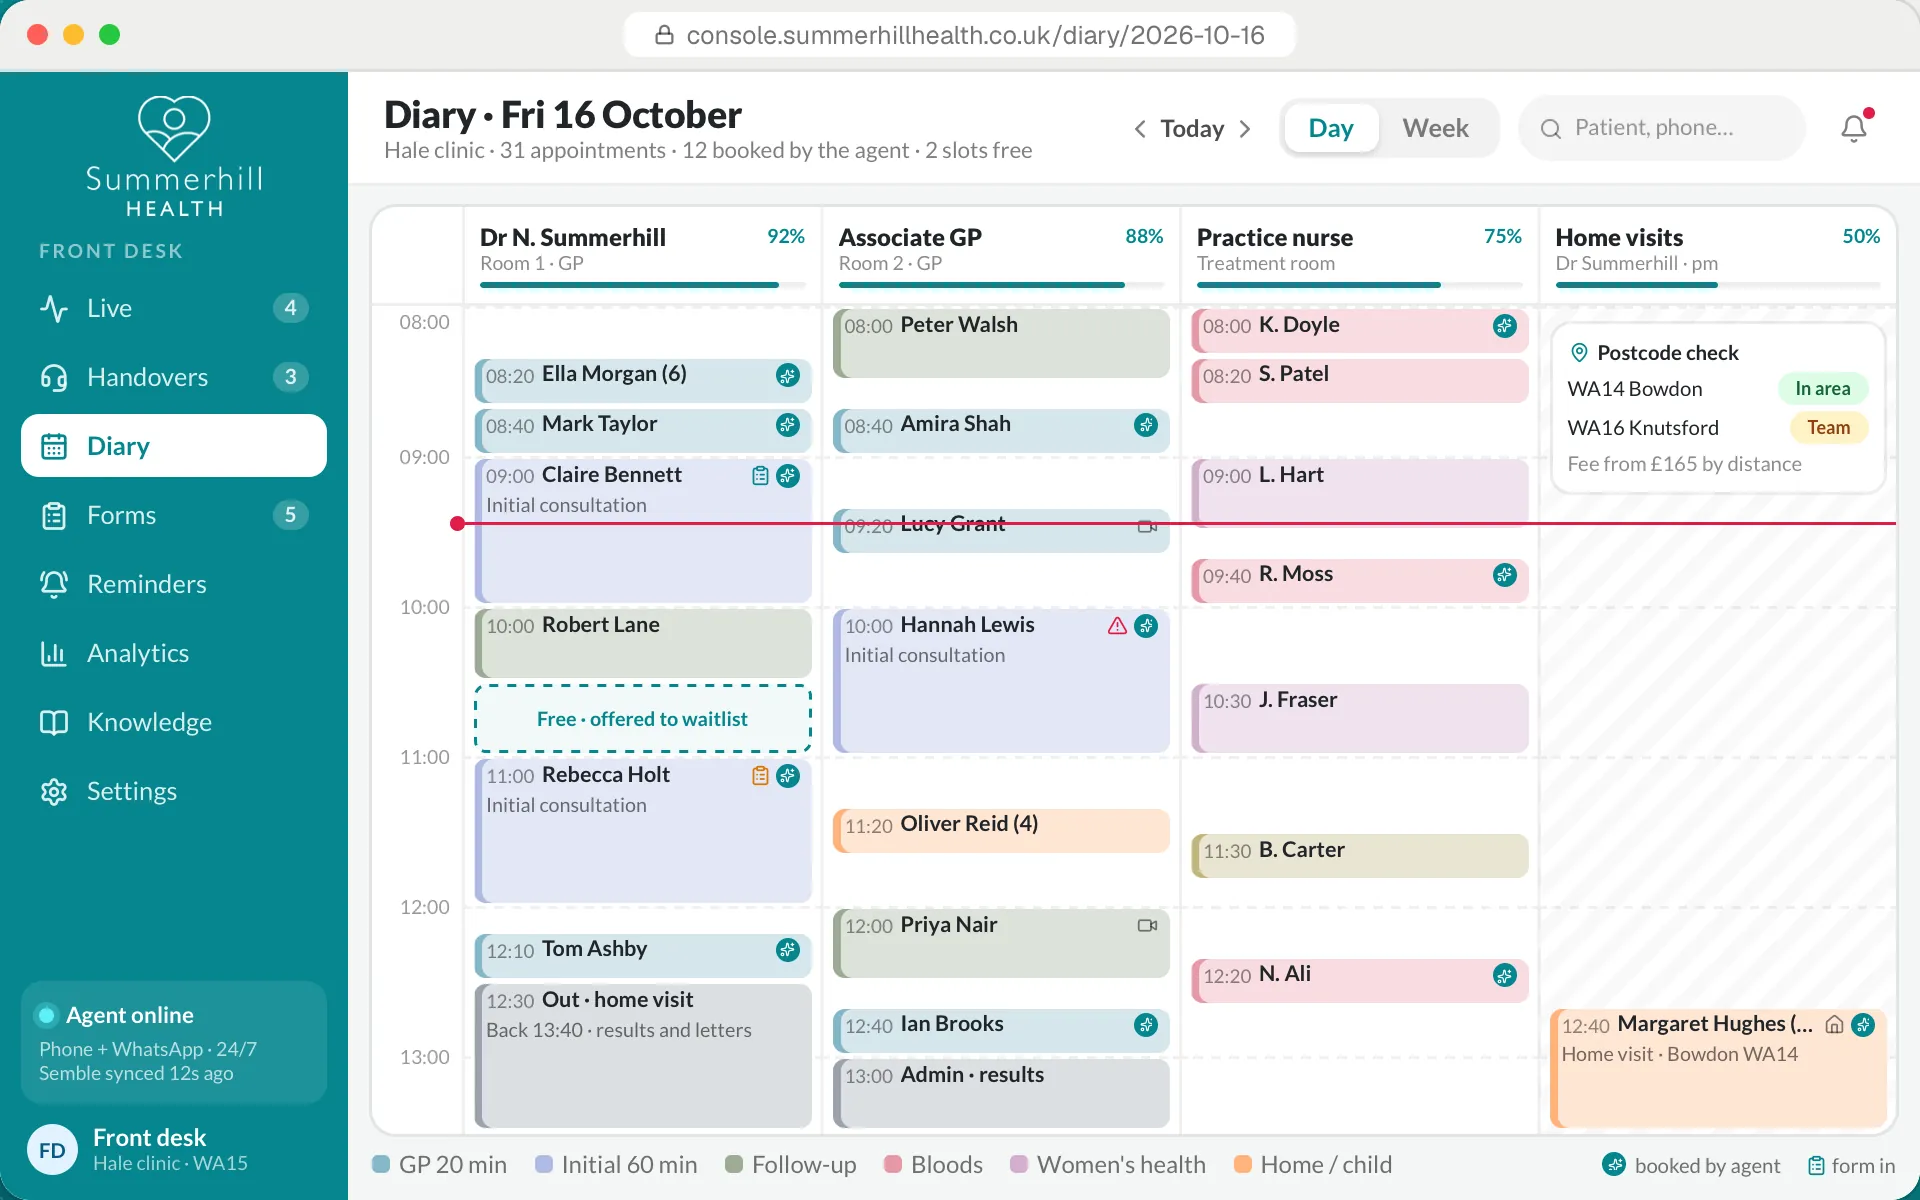 console.summerhillhealth.co.uk/diary/2026-10-16
Summerhill
HEALTH
FRONT DESK
Live 4
Handovers 3
Diary
Forms 5
Reminders
Analytics
Knowledge
Settings
Agent online
Phone + WhatsApp · 24/7
Semble synced 12s ago
FD
Front desk
Hale clinic · WA15
Diary · Fri 16 October
Hale clinic · 31 appointments · 12 booked by the agent · 2 slots free
Today
Day Week
Patient, phone...
Dr N. Summerhill 92%
Room 1 · GP
Associate GP 88%
Room 2 · GP
Practice nurse 75%
Treatment room
Home visits 50%
Dr Summerhill · pm
08:00
09:00
10:00
11:00
12:00
13:00
08:20 Ella Morgan (6)
08:40 Mark Taylor
09:00 Claire Bennett
Initial consultation
10:00 Robert Lane
Free · offered to waitlist
11:00 Rebecca Holt
Initial consultation
12:10 Tom Ashby
12:30 Out · home visit
Back 13:40 · results and letters
08:00 Peter Walsh
08:40 Amira Shah
09:20 Lucy Grant
10:00 Hannah Lewis
Initial consultation
11:20 Oliver Reid (4)
12:00 Priya Nair
12:40 Ian Brooks
13:00 Admin · results
08:00 K. Doyle
08:20 S. Patel
09:00 L. Hart
09:40 R. Moss
10:30 J. Fraser
11:30 B. Carter
12:20 N. Ali
Postcode check
WA14 Bowdon In area
WA16 Knutsford Team
Fee from £165 by distance
12:40 Margaret Hughes (...
Home visit · Bowdon WA14
GP 20 min
Initial 60 min
Follow-up
Bloods
Women's health
Home / child
booked by agent
form in